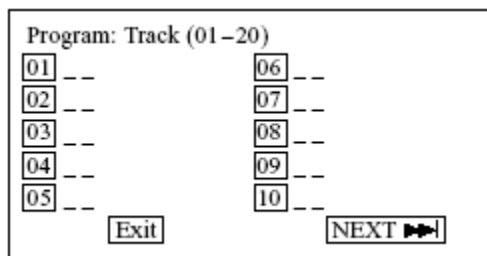 Program: Track (01–20)
01 _ _ 06 _ _
02 _ _ 07 _ _
03 _ _ 08 _ _
04 _ _ 09 _ _
05 _ _ 10 _ _
Exit NEXT